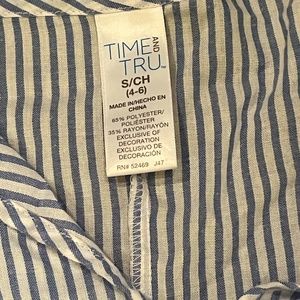 TIME AND
TRU
S/CH
(4-6)
MADE IN/HECHO EN
CHINA
65% POLYESTER/
POLIÉSTER
35% RAYON/RAYÓN
EXCLUSIVE OF
DECORATION
EXCLUSIVO DE
DECORACIÓN
RN# 52469 J47